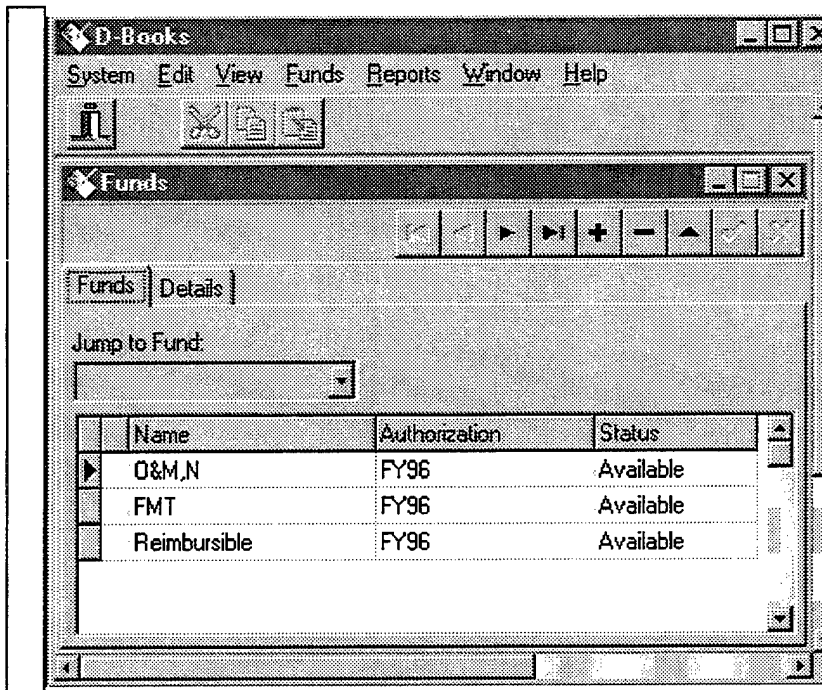 D-Books
System Edit View Funds Reports Window Help
Funds
Funds Details
Jump to Fund:
Name Authorization Status
O&M,N FY96 Available
FMT FY96 Available
Reimbursible FY96 Available